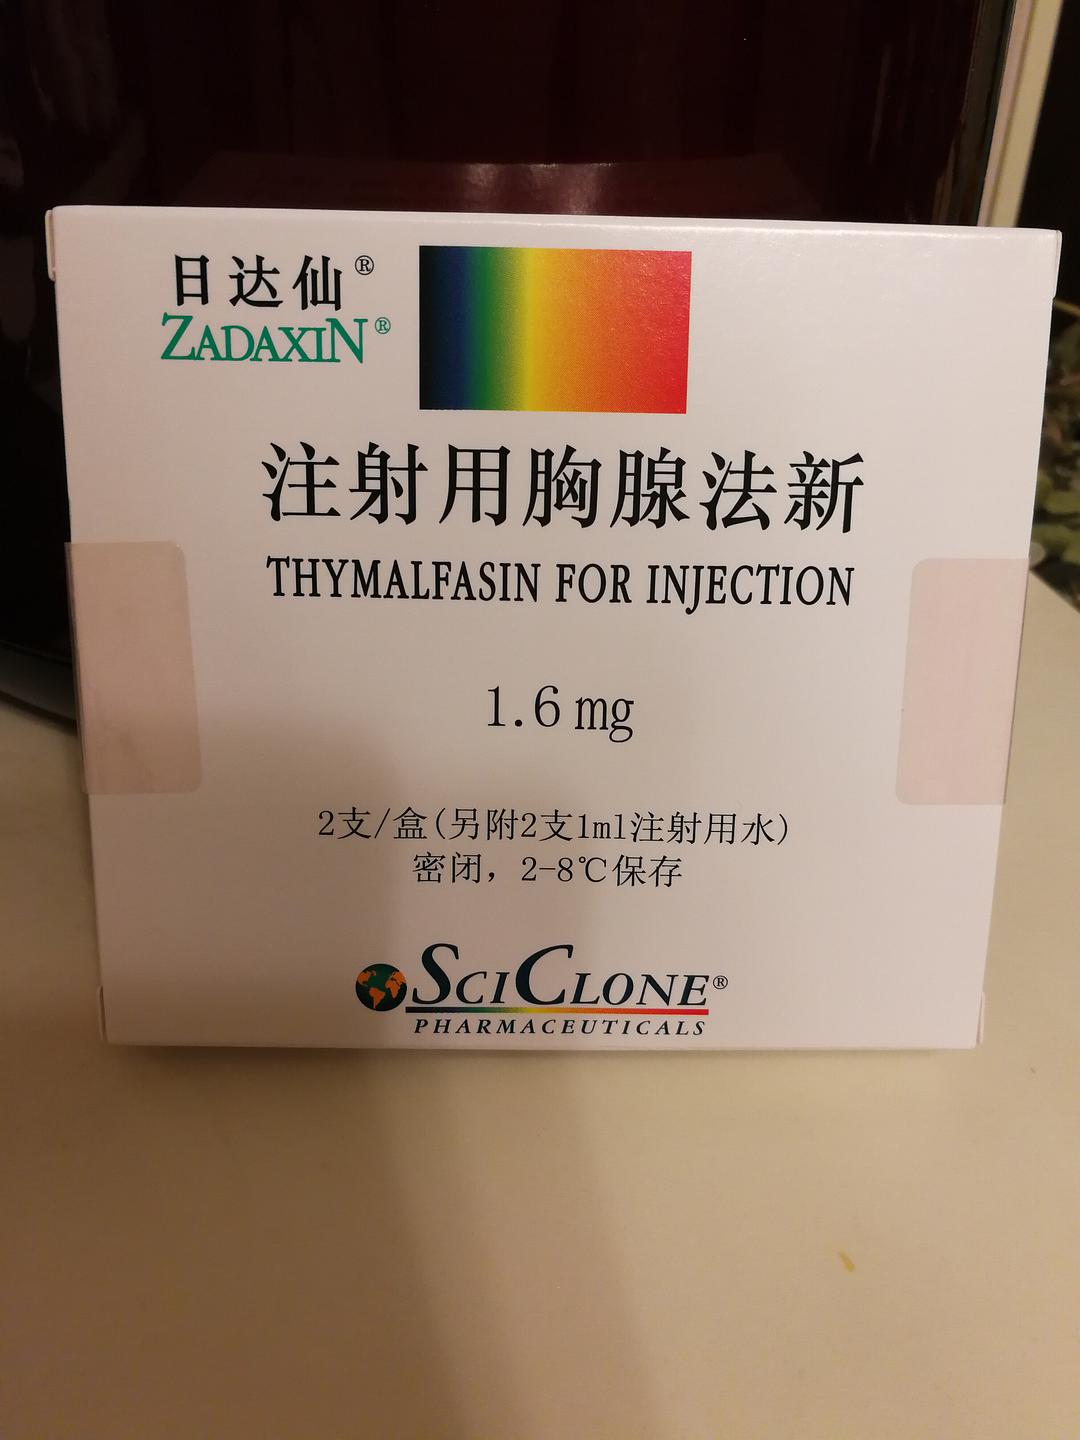 日达仙®
ZADAXIN®
注射用胸腺法新
THYMALFASIN FOR INJECTION
1.6mg
2支/盒(另附2支1ml注射用水)
密闭，2-8℃保存
SCICLONE®
PHARMACEUTICALS